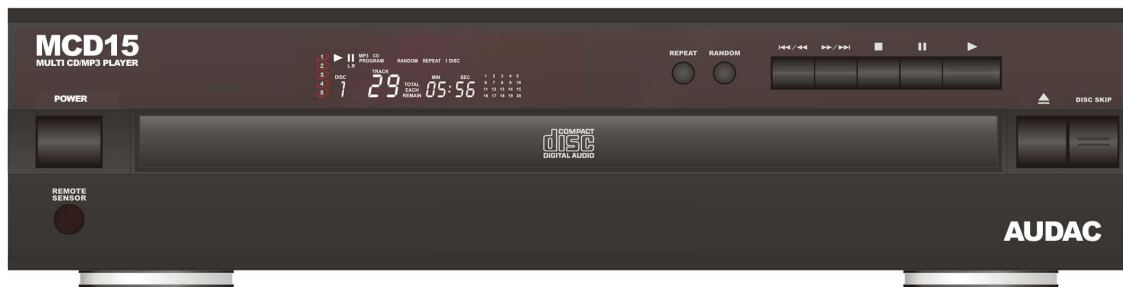 MCD15
MULTI CD/MP3 PLAYER
POWER
REMOTE
SENSOR
1
2
3
4
5
MP3 CD
PROGRAM RANDOM REPEAT 1 DISC
L R
DISC TRACK MIN SEC
1 29 05:56
TOTAL
EACH
REMAIN
1 2 3 4 5
6 7 8 9 10
11 12 13 14 15
16 17 18 19 20
REPEAT RANDOM
COMPACT
disc
DIGITAL AUDIO
DISC SKIP
AUDAC